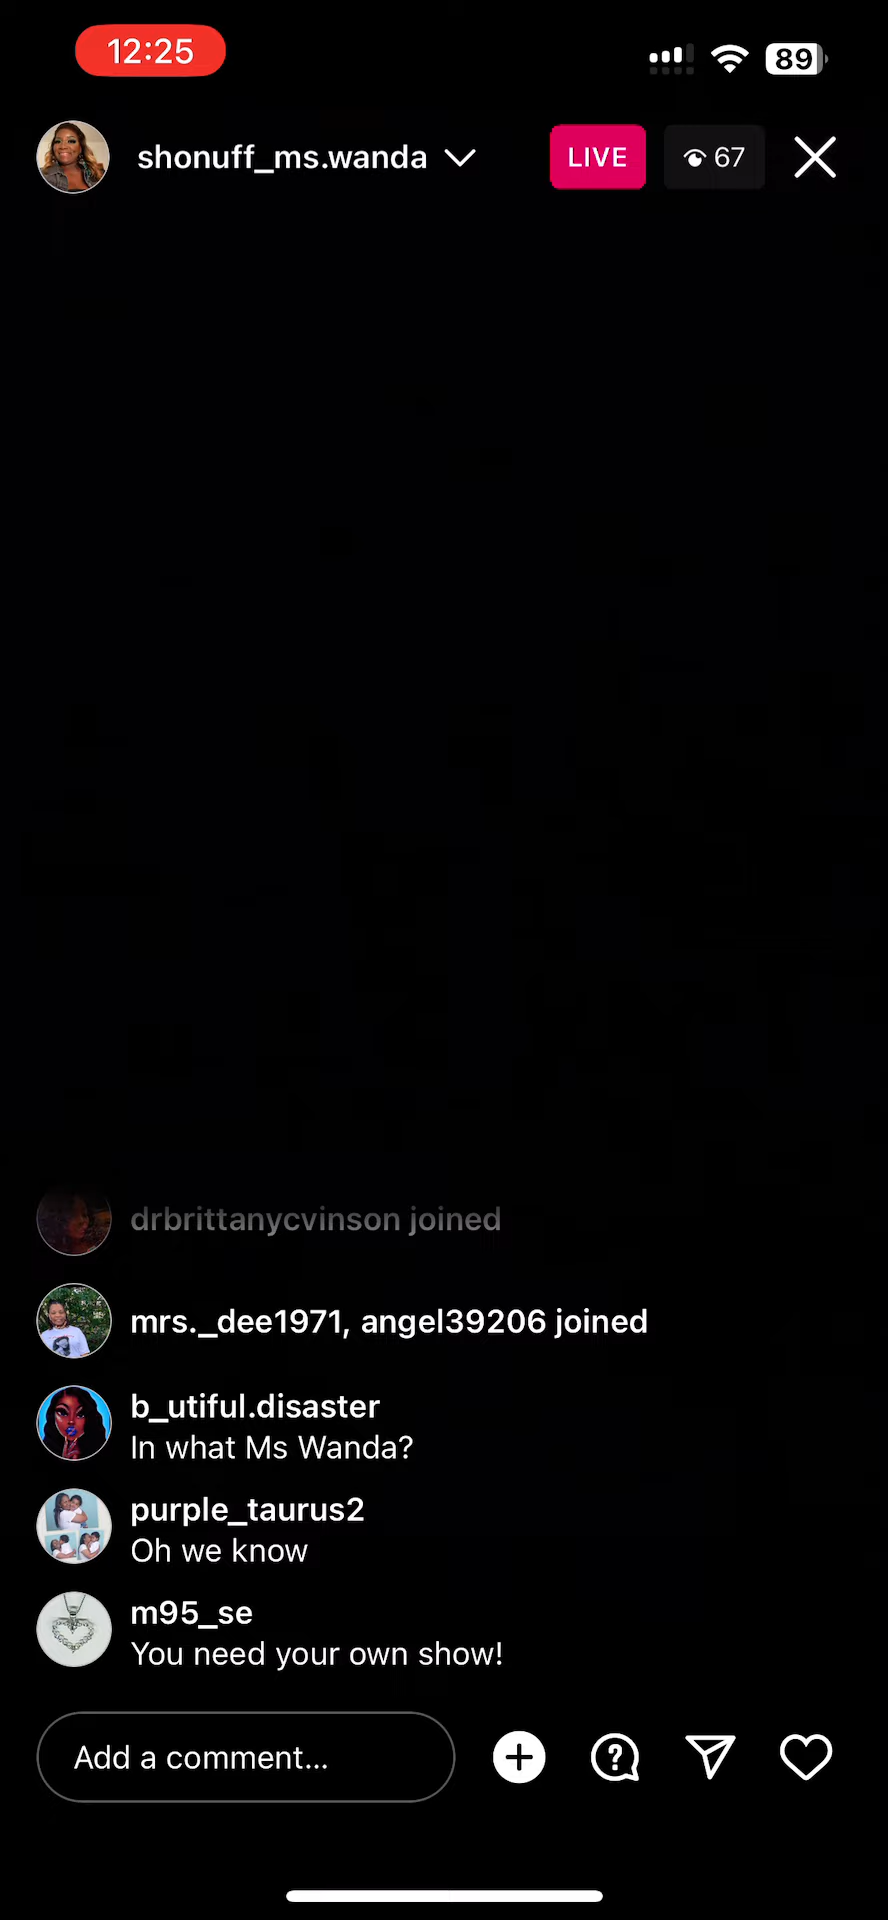 12:25
89
shonuff_ms.wanda
LIVE
67
drbrittanycvinson joined
mrs._dee1971, angel39206 joined
b_utiful.disaster
In what Ms Wanda?
purple_taurus2
Oh we know
m95_se
You need your own show!
Add a comment...